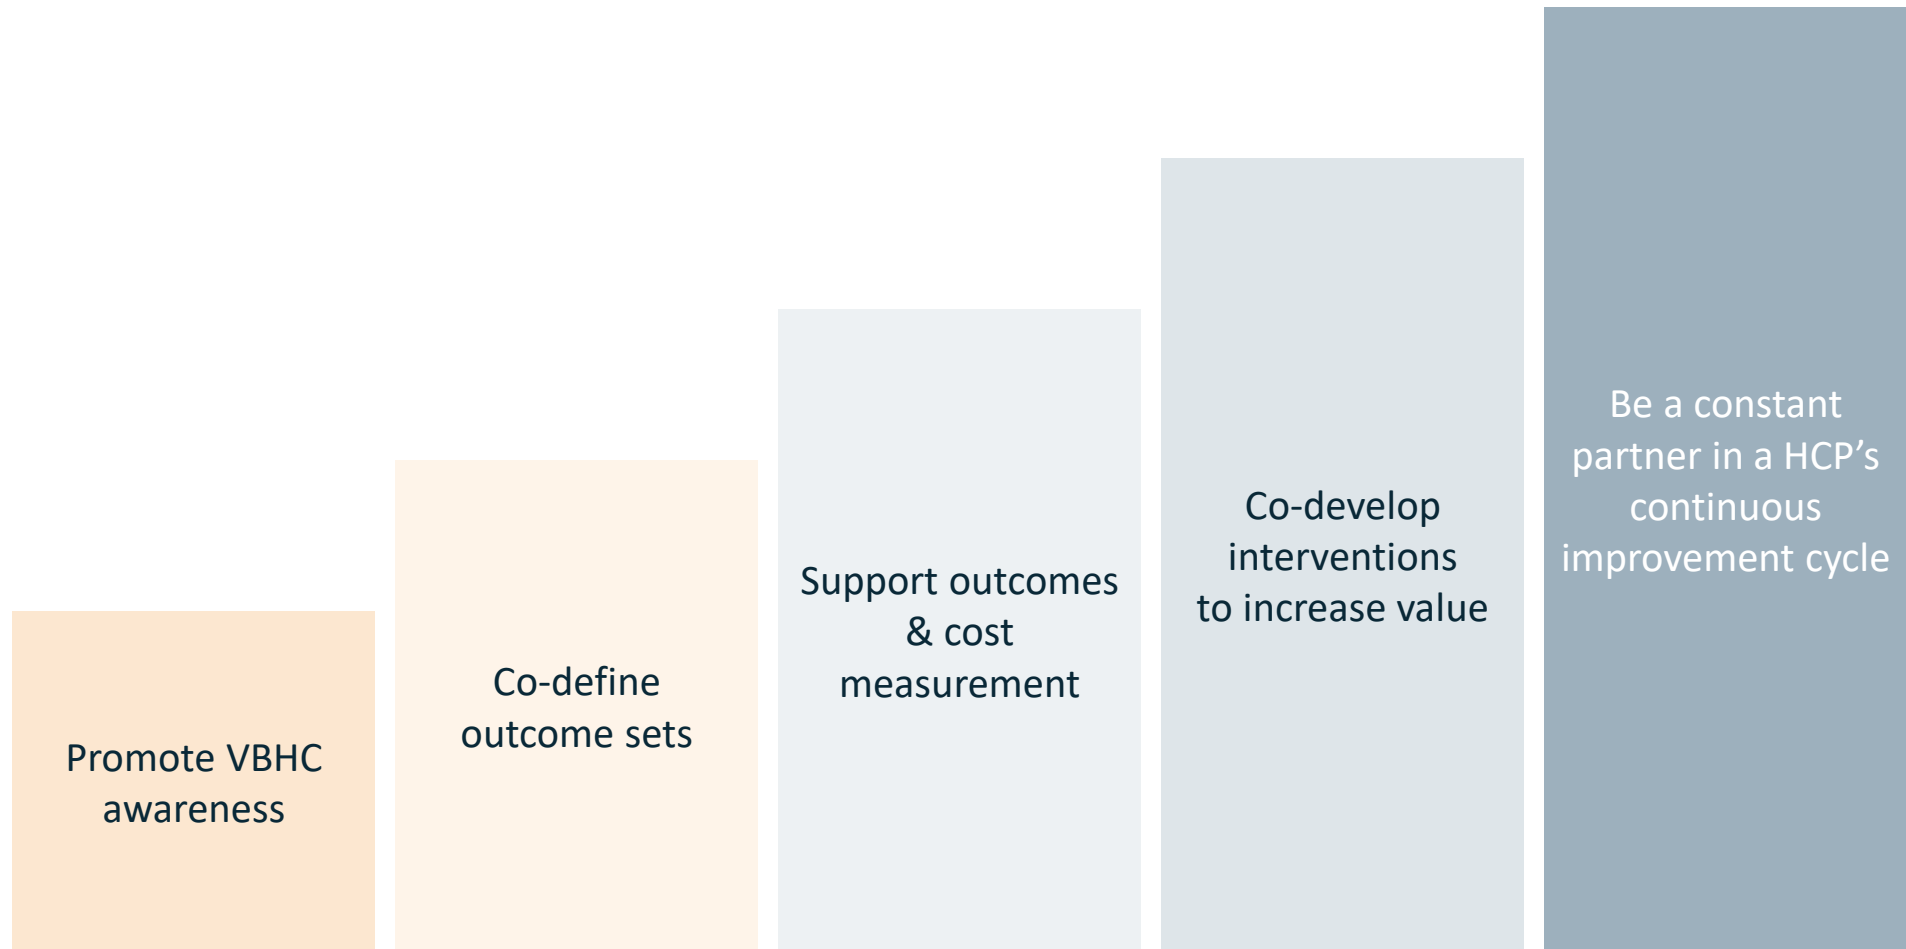 Promote VBHC
awareness
Co-define
outcome sets
Support outcomes
& cost
measurement
Co-develop
interventions
to increase value
Be a constant
partner in a HCP’s
continuous
improvement cycle